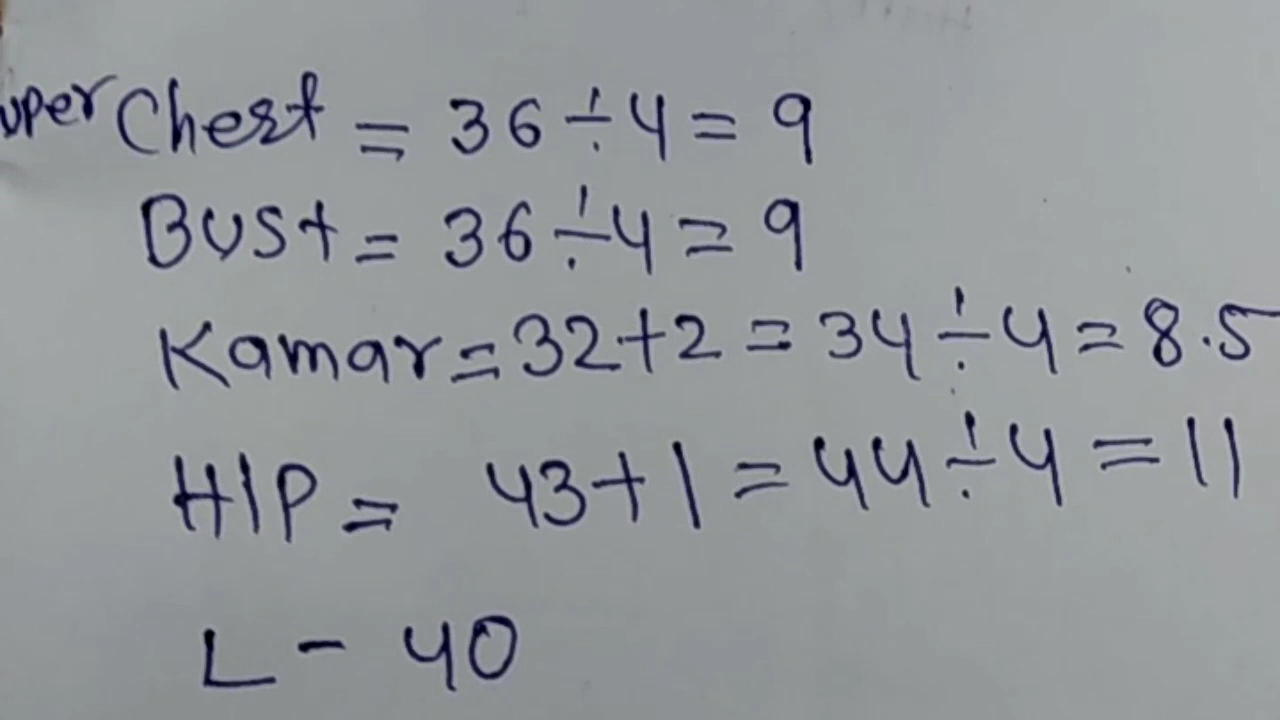 uper Chest = 36 ÷ 4 = 9
Bust = 36 ÷ 4 = 9
Kamar = 32 + 2 = 34 ÷ 4 = 8.5
HIP = 43 + 1 = 44 ÷ 4 = 11
L - 40